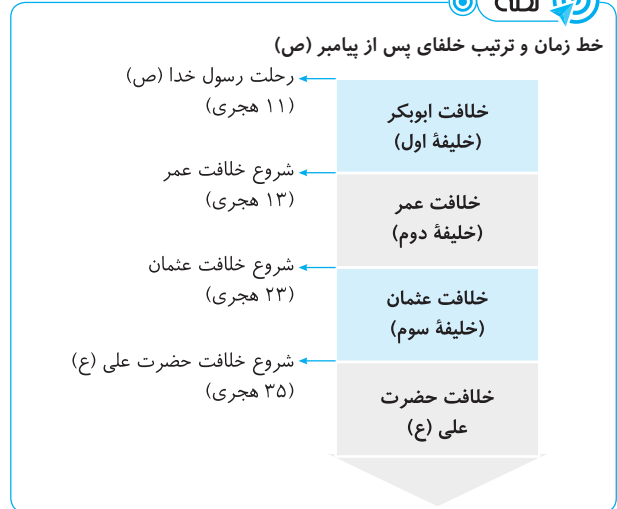 خط زمان و ترتیب خلفای پس از پیامبر (ص)
رحلت رسول خدا (ص)
(۱۱ هجری)
خلافت ابوبکر
(خلیفهٔ اول)
شروع خلافت عمر
(۱۳ هجری)
خلافت عمر
(خلیفهٔ دوم)
شروع خلافت عثمان
(۲۳ هجری)
خلافت عثمان
(خلیفهٔ سوم)
شروع خلافت حضرت علی (ع)
(۳۵ هجری)
خلافت حضرت
علی (ع)